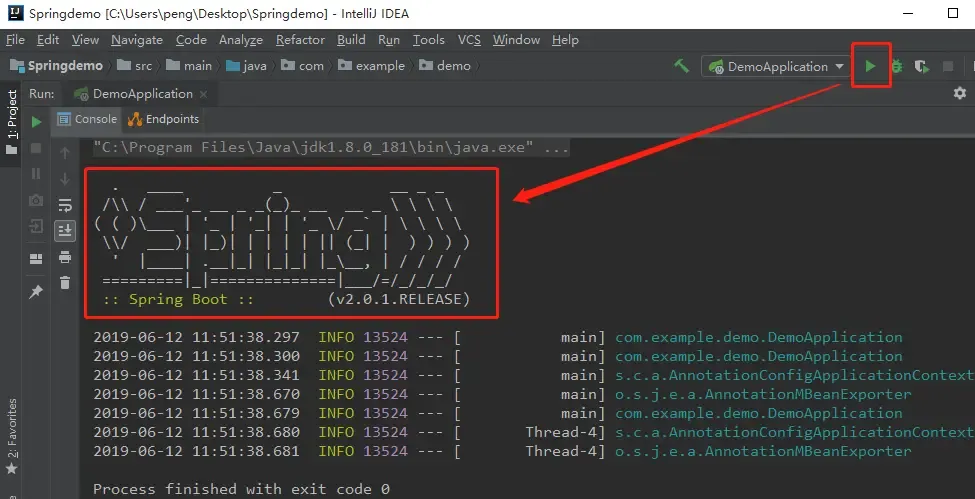 Springdemo [C:\Users\peng\Desktop\Springdemo] - IntelliJ IDEA
File Edit View Navigate Code Analyze Refactor Build Run Tools VCS Window Help
Springdemo src main java com example demo DemoApplication
1: Project
Run: DemoApplication
Console Endpoints
"C:\Program Files\Java\jdk1.8.0_181\bin\java.exe" ...
  .   ____          _            __ _ _
 /\\ / ___'_ __ _ _(_)_ __  __ _ \ \ \ \
( ( )\___ | '_ | '_| | '_ \/ _` | \ \ \ \
 \\/  ___)| |_)| | | | | || (_| |  ) ) ) )
  '  |____| .__|_| |_|_| |_\__, | / / / /
 =========|_|==============|___/=/_/_/_/
 :: Spring Boot ::        (v2.0.1.RELEASE)
2019-06-12 11:51:38.297  INFO 13524 --- [           main] com.example.demo.DemoApplication
2019-06-12 11:51:38.300  INFO 13524 --- [           main] com.example.demo.DemoApplication
2019-06-12 11:51:38.341  INFO 13524 --- [           main] s.c.a.AnnotationConfigApplicationContext
2019-06-12 11:51:38.670  INFO 13524 --- [           main] o.s.j.e.a.AnnotationMBeanExporter
2019-06-12 11:51:38.679  INFO 13524 --- [           main] com.example.demo.DemoApplication
2019-06-12 11:51:38.680  INFO 13524 --- [       Thread-4] s.c.a.AnnotationConfigApplicationContext
2019-06-12 11:51:38.681  INFO 13524 --- [       Thread-4] o.s.j.e.a.AnnotationMBeanExporter
2: Favorites
Process finished with exit code 0